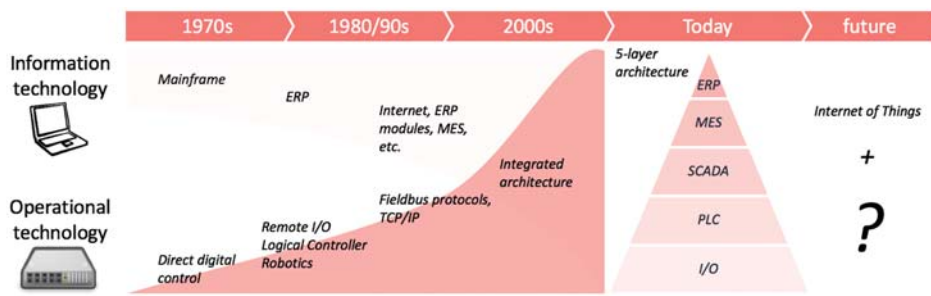 1970s
1980/90s
2000s
Today
future
Information
technology
Operational
technology
Mainframe
ERP
Internet, ERP
modules, MES,
etc.
Integrated
architecture
Fieldbus protocols,
TCP/IP
Remote I/O
Logical Controller
Robotics
Direct digital
control
5-layer
architecture
ERP
MES
SCADA
PLC
I/O
Internet of Things
+
?